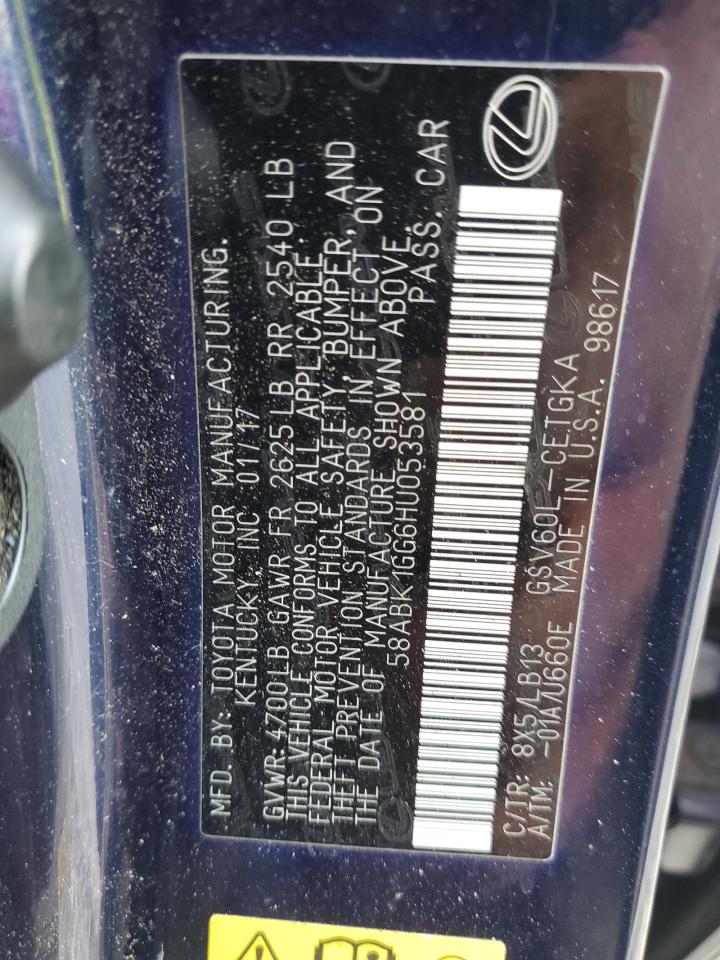 MFD. BY: TOYOTA MOTOR MANUFACTURING,
KENTUCKY, INC 01/17
GVWR: 4700LB GAWR FR 2625LB RR 2540 LB
THIS VEHICLE CONFORMS TO ALL APPLICABLE
FEDERAL MOTOR VEHICLE SAFETY, BUMPER, AND
THEFT PREVENTION STANDARDS IN EFFECT ON
THE DATE OF MANUFACTURE SHOWN ABOVE.
58ABK1GG6HU053581 PASS. CAR
C/TR: 8X5/LB13 GSV60L-CETGKA
A/TM: -01A/U660E MADE IN U.S.A. 98617